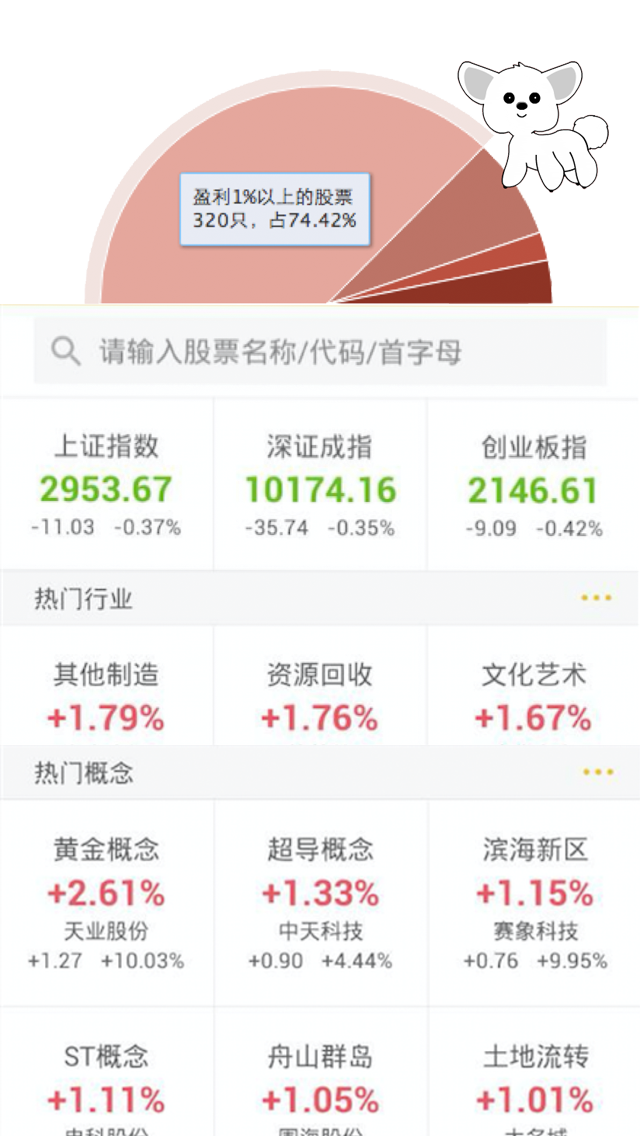 盈利1%以上的股票
320只，占74.42%
请输入股票名称/代码/首字母
上证指数 深证成指 创业板指
2953.67 10174.16 2146.61
-11.03 -0.37% -35.74 -0.35% -9.09 -0.42%
热门行业
其他制造 资源回收 文化艺术
+1.79% +1.76% +1.67%
热门概念
黄金概念 超导概念 滨海新区
+2.61% +1.33% +1.15%
天业股份 中天科技 赛象科技
+1.27 +10.03% +0.90 +4.44% +0.76 +9.95%
ST概念 舟山群岛 土地流转
+1.11% +1.05% +1.01%